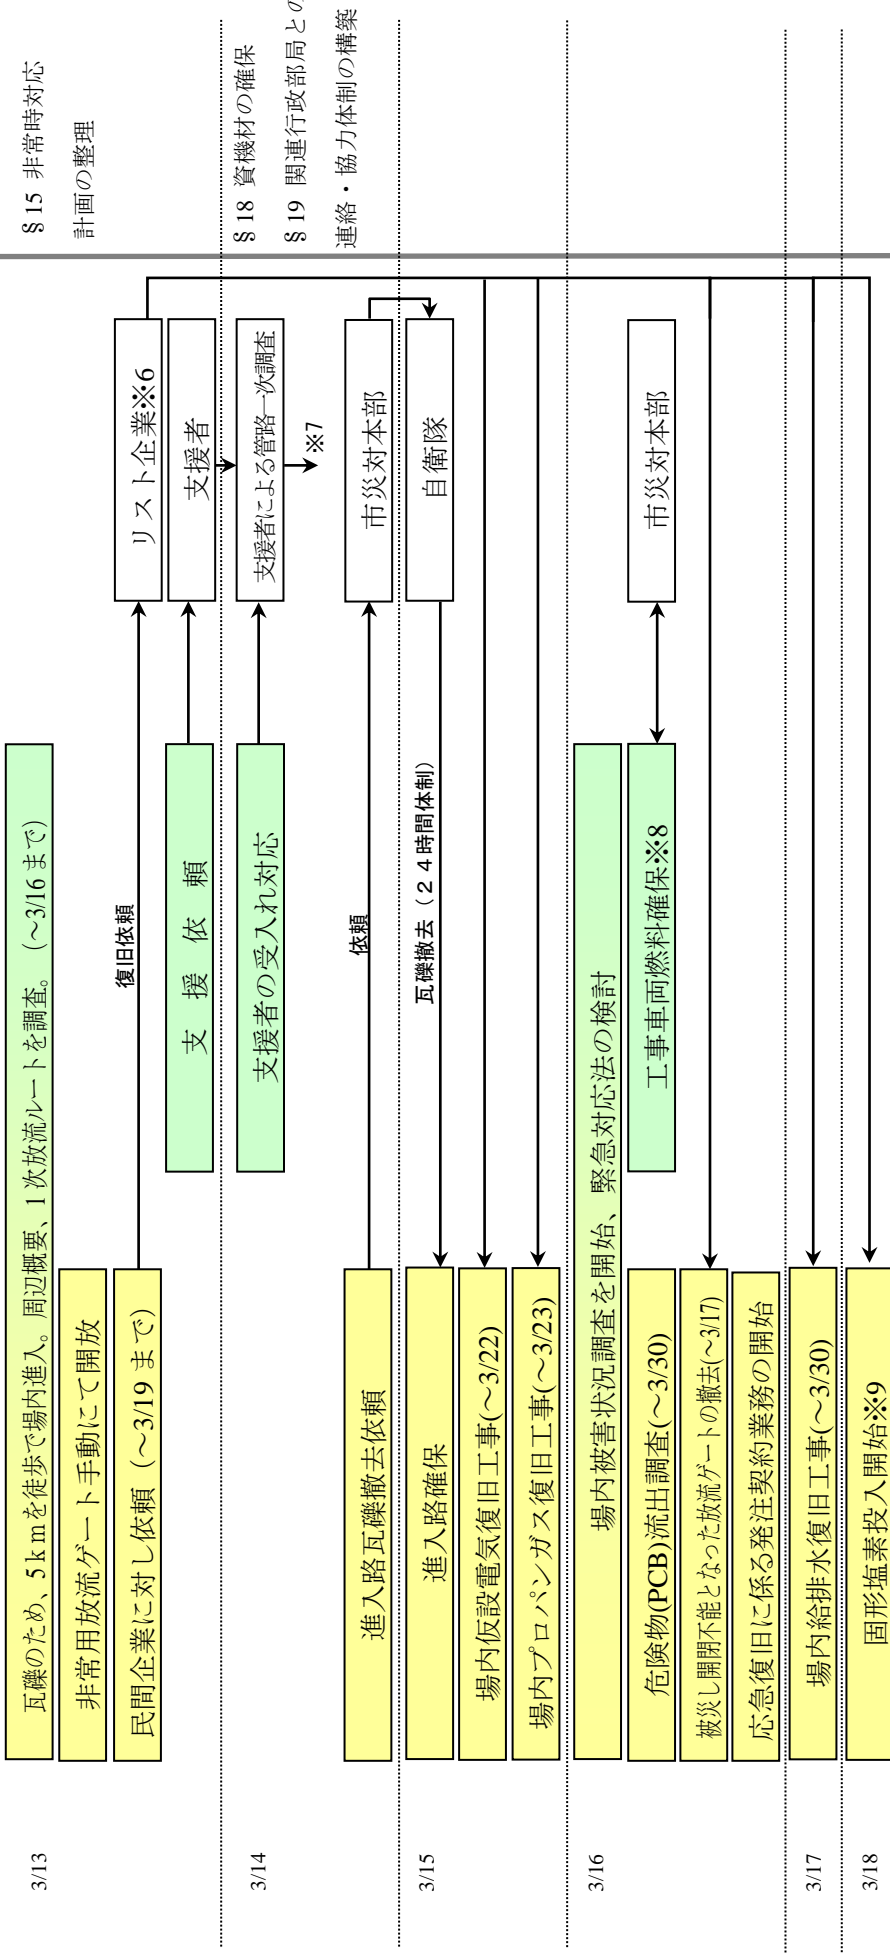 3/13
瓦礫のため、5kmを徒歩で場内進入。周辺概要、1次放流ルートを調査。（～3/16まで）
§15 非常時対応
計画の整理
非常用放流ゲート手動にて開放
民間企業に対し依頼（～3/19まで）
復旧依頼
リスト企業※6
支 援 依 頼
支援者
3/14
支援者の受入れ対応
支援者による管路一次調査
※7
§18 資機材の確保
§19 関連行政部局との
連絡・協力体制の構築
進入路瓦礫撤去依頼
依頼
市災対本部
3/15
進入路確保
瓦礫撤去（２４時間体制）
自衛隊
場内仮設電気復旧工事(～3/22)
場内プロパンガス復旧工事(～3/23)
3/16
場内被害状況調査を開始、緊急対応法の検討
危険物(PCB)流出調査(～3/30)
工事車両燃料確保※8
市災対本部
被災し開閉不能となった放流ゲートの撤去(～3/17)
応急復旧に係る発注契約業務の開始
3/17
場内給排水復旧工事(～3/30)
3/18
固形塩素投入開始※9